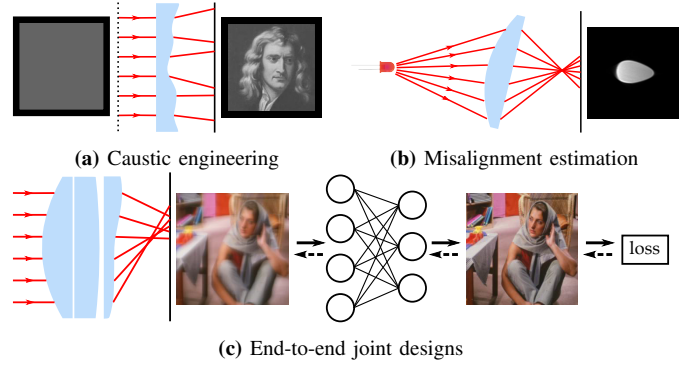 (a) Caustic engineering
(b) Misalignment estimation
loss
(c) End-to-end joint designs